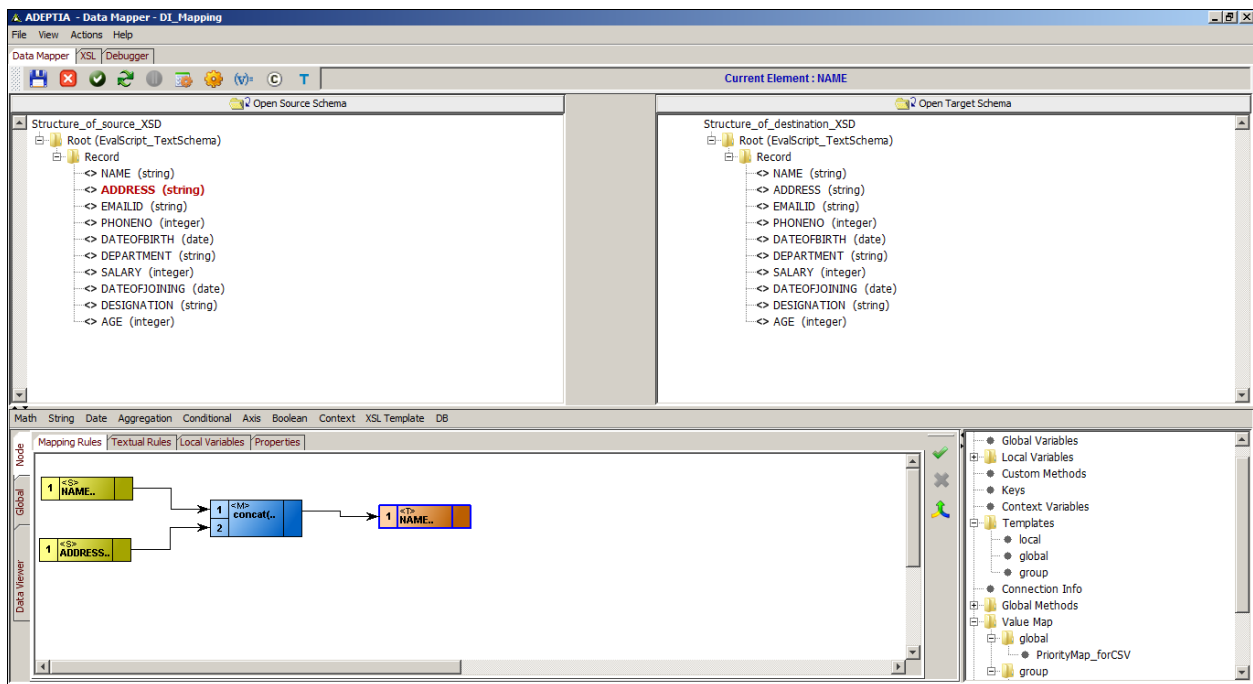 ADEPTIA - Data Mapper - DI_Mapping
File View Actions Help
Data Mapper XSL Debugger
(v)= C T Current Element : NAME
Open Source Schema Open Target Schema
Structure_of_source_XSD
Root (EvalScript_TextSchema)
Record
<> NAME (string)
<> ADDRESS (string)
<> EMAILID (string)
<> PHONENO (integer)
<> DATEOFBIRTH (date)
<> DEPARTMENT (string)
<> SALARY (integer)
<> DATEOFJOINING (date)
<> DESIGNATION (string)
<> AGE (integer)
Structure_of_destination_XSD
Root (EvalScript_TextSchema)
Record
<> NAME (string)
<> ADDRESS (string)
<> EMAILID (string)
<> PHONENO (integer)
<> DATEOFBIRTH (date)
<> DEPARTMENT (string)
<> SALARY (integer)
<> DATEOFJOINING (date)
<> DESIGNATION (string)
<> AGE (integer)
Math String Date Aggregation Conditional Axis Boolean Context XSL Template DB
Node
Global
Data Viewer
Mapping Rules Textual Rules Local Variables Properties
1 <S> NAME..
1 <S> ADDRESS..
1 <M> concat(..
2
1 <T> NAME..
Global Variables
Local Variables
Custom Methods
Keys
Context Variables
Templates
local
global
group
Connection Info
Global Methods
Value Map
global
PriorityMap_forCSV
group